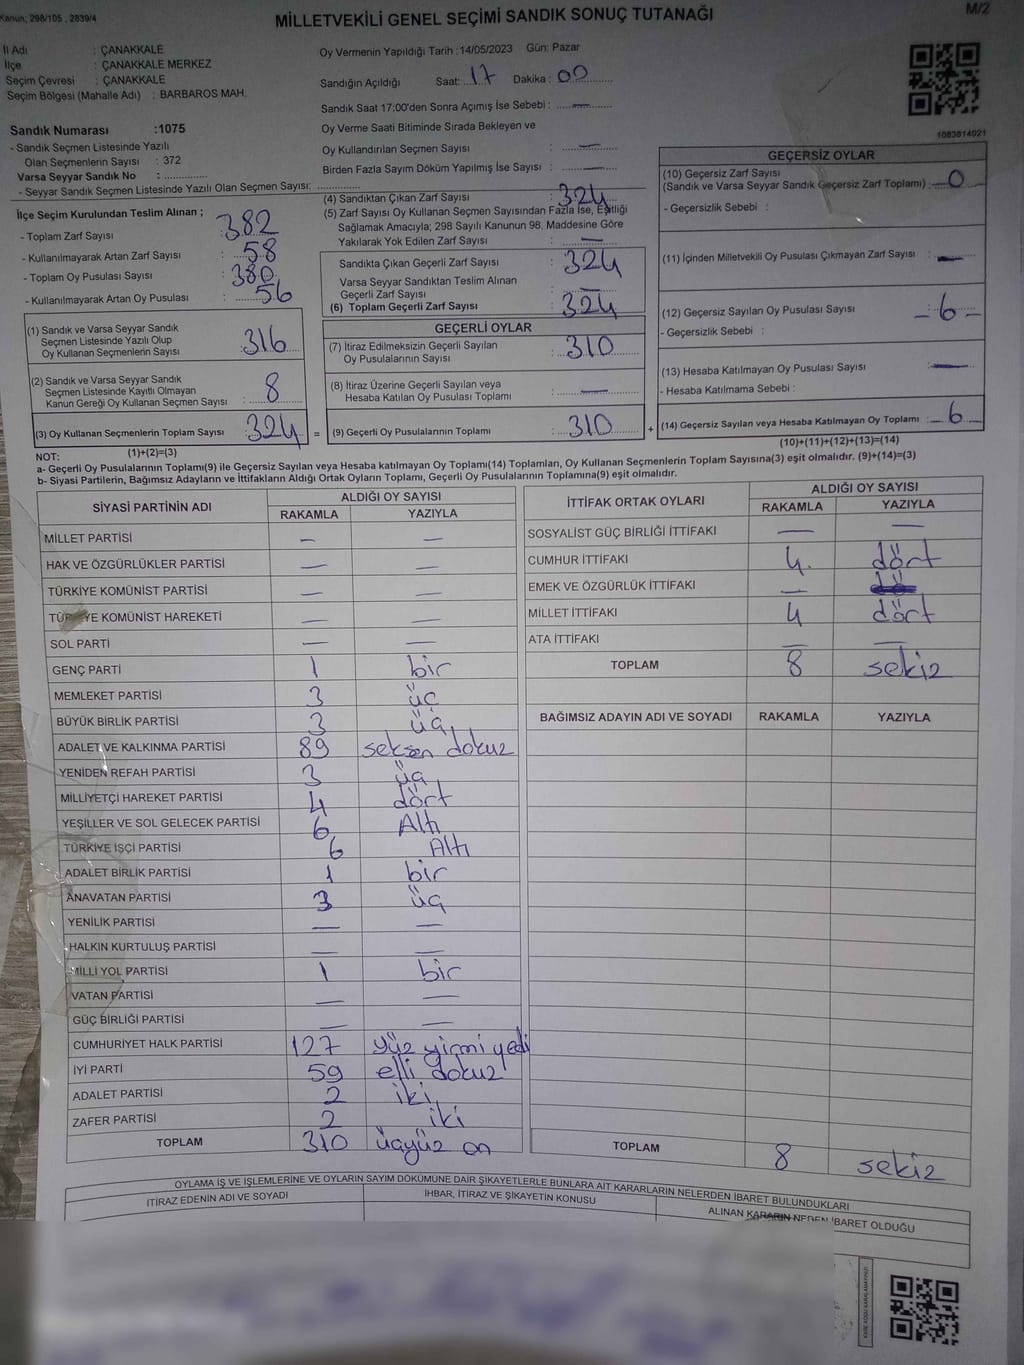 Kanun; 298/105 , 2839/4
MİLLETVEKİLİ GENEL SEÇİMİ SANDIK SONUÇ TUTANAĞI
M/2
İl Adı : ÇANAKKALE
İlçe : ÇANAKKALE MERKEZ
Seçim Çevresi : ÇANAKKALE
Seçim Bölgesi (Mahalle Adı) : BARBAROS MAH.
Oy Vermenin Yapıldığı Tarih :14/05/2023 Gün: Pazar
Sandığın Açıldığı Saat: 17 Dakika : 00
Sandık Saat 17:00'den Sonra Açımış İse Sebebi : —
Oy Verme Saati Bitiminde Sırada Bekleyen ve
Oy Kullandırılan Seçmen Sayısı : —
Birden Fazla Sayım Döküm Yapılmış İse Sayısı : —
1083814021
Sandık Numarası :1075
- Sandık Seçmen Listesinde Yazılı
Olan Seçmenlerin Sayısı : 372
Varsa Seyyar Sandık No :
- Seyyar Sandık Seçmen Listesinde Yazılı Olan Seçmen Sayısı:
İlçe Seçim Kurulundan Teslim Alınan ;
- Toplam Zarf Sayısı : 382
- Kullanılmayarak Artan Zarf Sayısı : 58
- Toplam Oy Pusulası Sayısı : 380
- Kullanılmayarak Artan Oy Pusulası : 56
(1) Sandık ve Varsa Seyyar Sandık
Seçmen Listesinde Yazılı Olup
Oy Kullanan Seçmenlerin Sayısı : 316
(2) Sandık ve Varsa Seyyar Sandık
Seçmen Listesinde Kayıtlı Olmayan
Kanun Gereği Oy Kullanan Seçmen Sayısı : 8
(3) Oy Kullanan Seçmenlerin Toplam Sayısı 324 =
(1)+(2)=(3)
(4) Sandıktan Çıkan Zarf Sayısı : 324
(5) Zarf Sayısı Oy Kullanan Seçmen Sayısından Fazla İse, Eşitliği
Sağlamak Amacıyla; 298 Sayılı Kanunun 98. Maddesine Göre
Yakılarak Yok Edilen Zarf Sayısı : —
Sandıkta Çıkan Geçerli Zarf Sayısı : 324
Varsa Seyyar Sandıktan Teslim Alınan
Geçerli Zarf Sayısı : —
(6) Toplam Geçerli Zarf Sayısı : 324
GEÇERLİ OYLAR
(7) İtiraz Edilmeksizin Geçerli Sayılan
Oy Pusulalarının Sayısı : 310
(8) İtiraz Üzerine Geçerli Sayılan veya
Hesaba Katılan Oy Pusulası Toplamı : —
(9) Geçerli Oy Pusulalarının Toplamı : 310 +
GEÇERSİZ OYLAR
(10) Geçersiz Zarf Sayısı
(Sandık ve Varsa Seyyar Sandık Geçersiz Zarf Toplamı) : 0
- Geçersizlik Sebebi :
(11) İçinden Milletvekili Oy Pusulası Çıkmayan Zarf Sayısı : —
(12) Geçersiz Sayılan Oy Pusulası Sayısı : – 6 –
- Geçersizlik Sebebi :
(13) Hesaba Katılmayan Oy Pusulası Sayısı : —
- Hesaba Katılmama Sebebi :
(14) Geçersiz Sayılan veya Hesaba Katılmayan Oy Toplamı : – 6 –
(10)+(11)+(12)+(13)=(14)
NOT:
a- Geçerli Oy Pusulasının Toplamı(9) ile Geçersiz Sayılan veya Hesaba katılmayan Oy Toplamı(14) Toplamları, Oy Kullanan Seçmenlerin Toplam Sayısına(3) eşit olmalıdır. (9)+(14)=(3)
b- Siyasi Partilerin, Bağımsız Adayların ve İttifakların Aldığı Ortak Oyların Toplamı, Geçerli Oy Pusulalarının Toplamına(9) eşit olmalıdır.
SİYASİ PARTİNİN ADI ALDIĞI OY SAYISI
RAKAMLA YAZIYLA
MİLLET PARTİSİ — —
HAK VE ÖZGÜRLÜKLER PARTİSİ — —
TÜRKİYE KOMÜNİST PARTİSİ — —
TÜRKİYE KOMÜNİST HAREKETİ — —
SOL PARTİ — —
GENÇ PARTİ 1 bir
MEMLEKET PARTİSİ 3 üç
BÜYÜK BİRLİK PARTİSİ 3 üç
ADALET VE KALKINMA PARTİSİ 89 seksen dokuz
YENİDEN REFAH PARTİSİ 3 üç
MİLLİYETÇİ HAREKET PARTİSİ 4 dört
YEŞİLLER VE SOL GELECEK PARTİSİ 6 Altı
TÜRKİYE İŞÇİ PARTİSİ 6 Altı
ADALET BİRLİK PARTİSİ 1 bir
ANAVATAN PARTİSİ 3 üç
YENİLİK PARTİSİ — —
HALKIN KURTULUŞ PARTİSİ — —
MİLLİ YOL PARTİSİ 1 bir
VATAN PARTİSİ — —
GÜÇ BİRLİĞİ PARTİSİ — —
CUMHURİYET HALK PARTİSİ 127 yüz yirmi yedi
İYİ PARTİ 59 elli dokuz
ADALET PARTİSİ 2 iki
ZAFER PARTİSİ 2 iki
TOPLAM 310 üçyüz on
İTTİFAK ORTAK OYLARI ALDIĞI OY SAYISI
RAKAMLA YAZIYLA
SOSYALİST GÜÇ BİRLİĞİ İTTİFAKI — —
CUMHUR İTTİFAKI 4 dört
EMEK VE ÖZGÜRLÜK İTTİFAKI —
MİLLET İTTİFAKI 4 dört
ATA İTTİFAKI — —
TOPLAM 8 sekiz
BAĞIMSIZ ADAYIN ADI VE SOYADI RAKAMLA YAZIYLA
TOPLAM 8 sekiz
OYLAMA İŞ VE İŞLEMLERİNE VE OYLARIN SAYIM DÖKÜMÜNE DAİR ŞİKAYETLERLE BUNLARA AİT KARARLARIN NELERDEN İBARET BULUNDUKLARI
İTİRAZ EDENİN ADI VE SOYADI İHBAR, İTİRAZ VE ŞİKAYETİN KONUSU ALINAN KARARIN NEDEN İBARET OLDUĞU